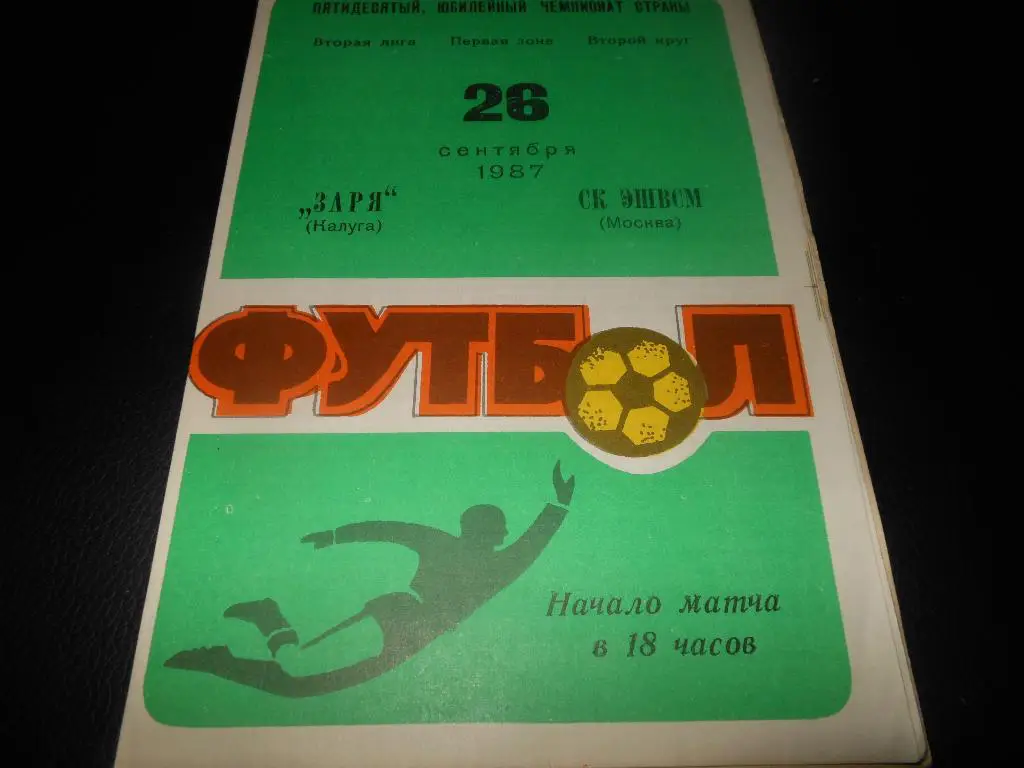 ПЯТИДЕСЯТЫЙ, ЮБИЛЕЙНЫЙ ЧЕМПИОНАТ СТРАНЫ
Вторая лига Первая зона Второй круг
26
сентября
1987
„ЗАРЯ“ СК ЭШВСМ
(Калуга) (Москва)
ФУТБОЛ
Начало матча
в 18 часов